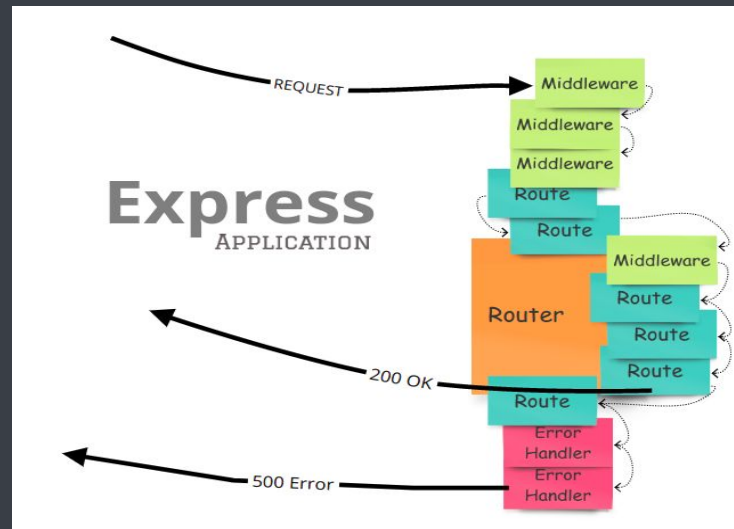 REQUEST
Middleware
Middleware
Middleware
Route
Route
Express
APPLICATION
Middleware
Route
Router
Route
Route
200 OK
Route
Error
Handler
Error
Handler
500 Error